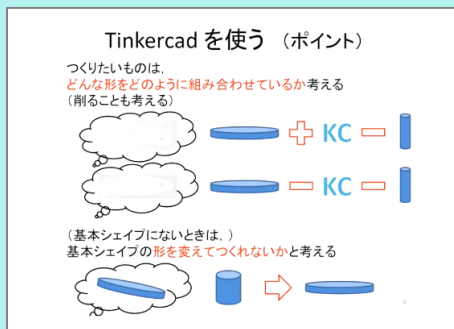 Tinkercad を使う （ポイント）
つくりたいものは，
どんな形をどのように組み合わせているか考える
（削ることも考える）
KC
KC
（基本シェイプにないときは，）
基本シェイプの形を変えてつくれないかと考える